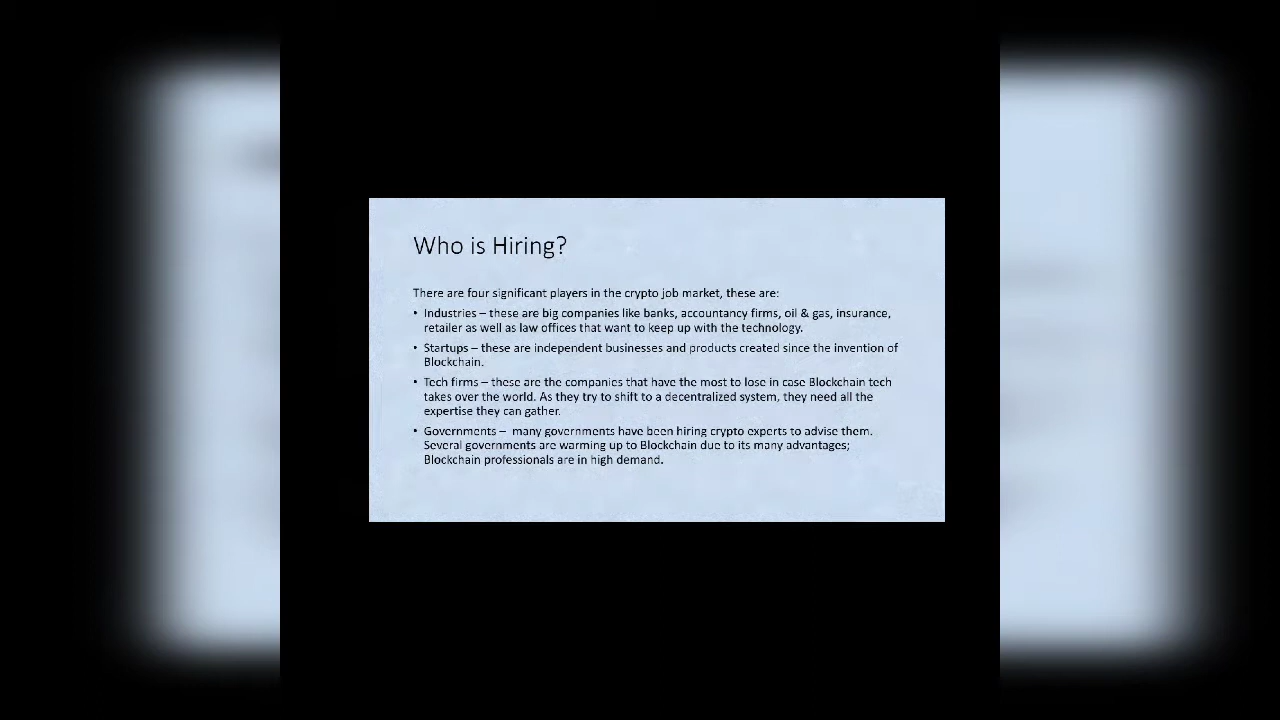 Who is Hiring?
There are four significant players in the crypto job market, these are:
• Industries – these are big companies like banks, accountancy firms, oil & gas, insurance,
retailer as well as law offices that want to keep up with the technology.
• Startups – these are independent businesses and products created since the invention of
Blockchain.
• Tech firms – these are the companies that have the most to lose in case Blockchain tech
takes over the world. As they try to shift to a decentralized system, they need all the
expertise they can gather.
• Governments – many governments have been hiring crypto experts to advise them.
Several governments are warming up to Blockchain due to its many advantages;
Blockchain professionals are in high demand.